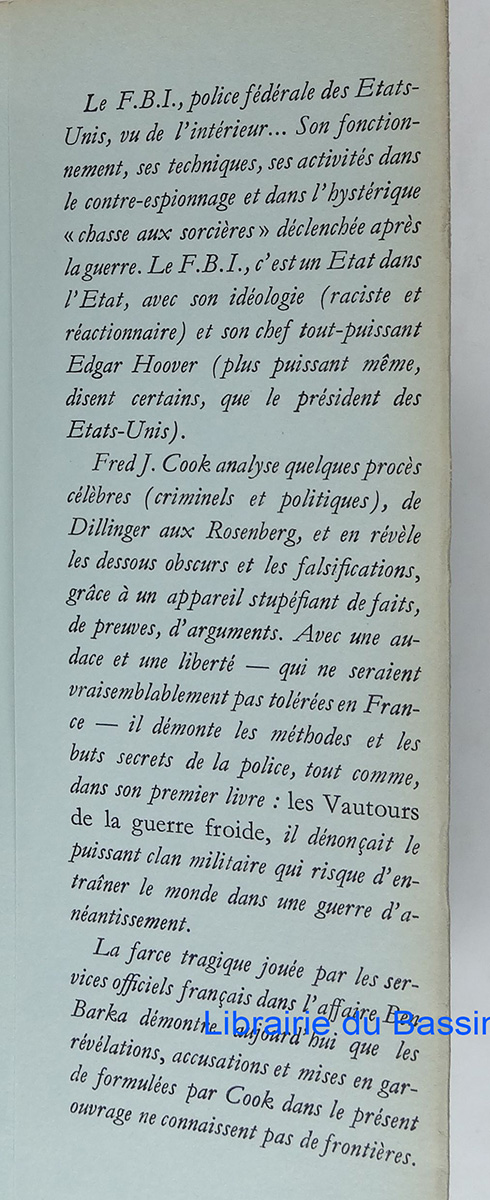 Le F.B.I., police fédérale des Etats-
Unis, vu de l'intérieur... Son fonction-
nement, ses techniques, ses activités dans
le contre-espionnage et dans l'hystérique
« chasse aux sorcières » déclenchée après
la guerre. Le F.B.I., c'est un Etat dans
l'Etat, avec son idéologie (raciste et
réactionnaire) et son chef tout-puissant
Edgar Hoover (plus puissant même,
disent certains, que le président des
Etats-Unis).
Fred J. Cook analyse quelques procès
célèbres (criminels et politiques), de
Dillinger aux Rosenberg, et en révèle
les dessous obscurs et les falsifications,
grâce à un appareil stupéfiant de faits,
de preuves, d'arguments. Avec une au-
dace et une liberté — qui ne seraient
vraisemblablement pas tolérées en Fran-
ce — il démonte les méthodes et les
buts secrets de la police, tout comme,
dans son premier livre : les Vautours
de la guerre froide, il dénonçait le
puissant clan militaire qui risque d'en-
traîner le monde dans une guerre d'a-
néantissement.
La farce tragique jouée par les ser-
vices officiels français dans l'affaire Ben
Barka démontre aujourd'hui que les
Librairie du Bassin
révélations, accusations et mises en gar-
de formulées par Cook dans le présent
ouvrage ne connaissent pas de frontières.